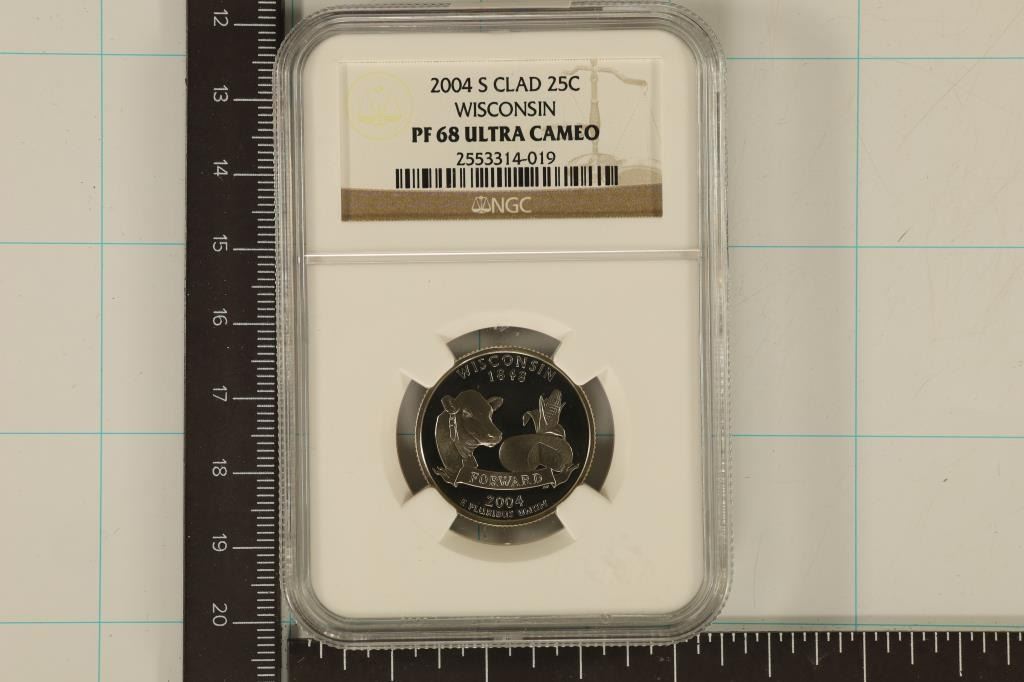 2004 S CLAD 25C
WISCONSIN
PF 68 ULTRA CAMEO
2553314-019
NGC
WISCONSIN
1848
FORWARD
2004
E PLURIBUS UNUM
12
13
14
15
16
17
18
19
20